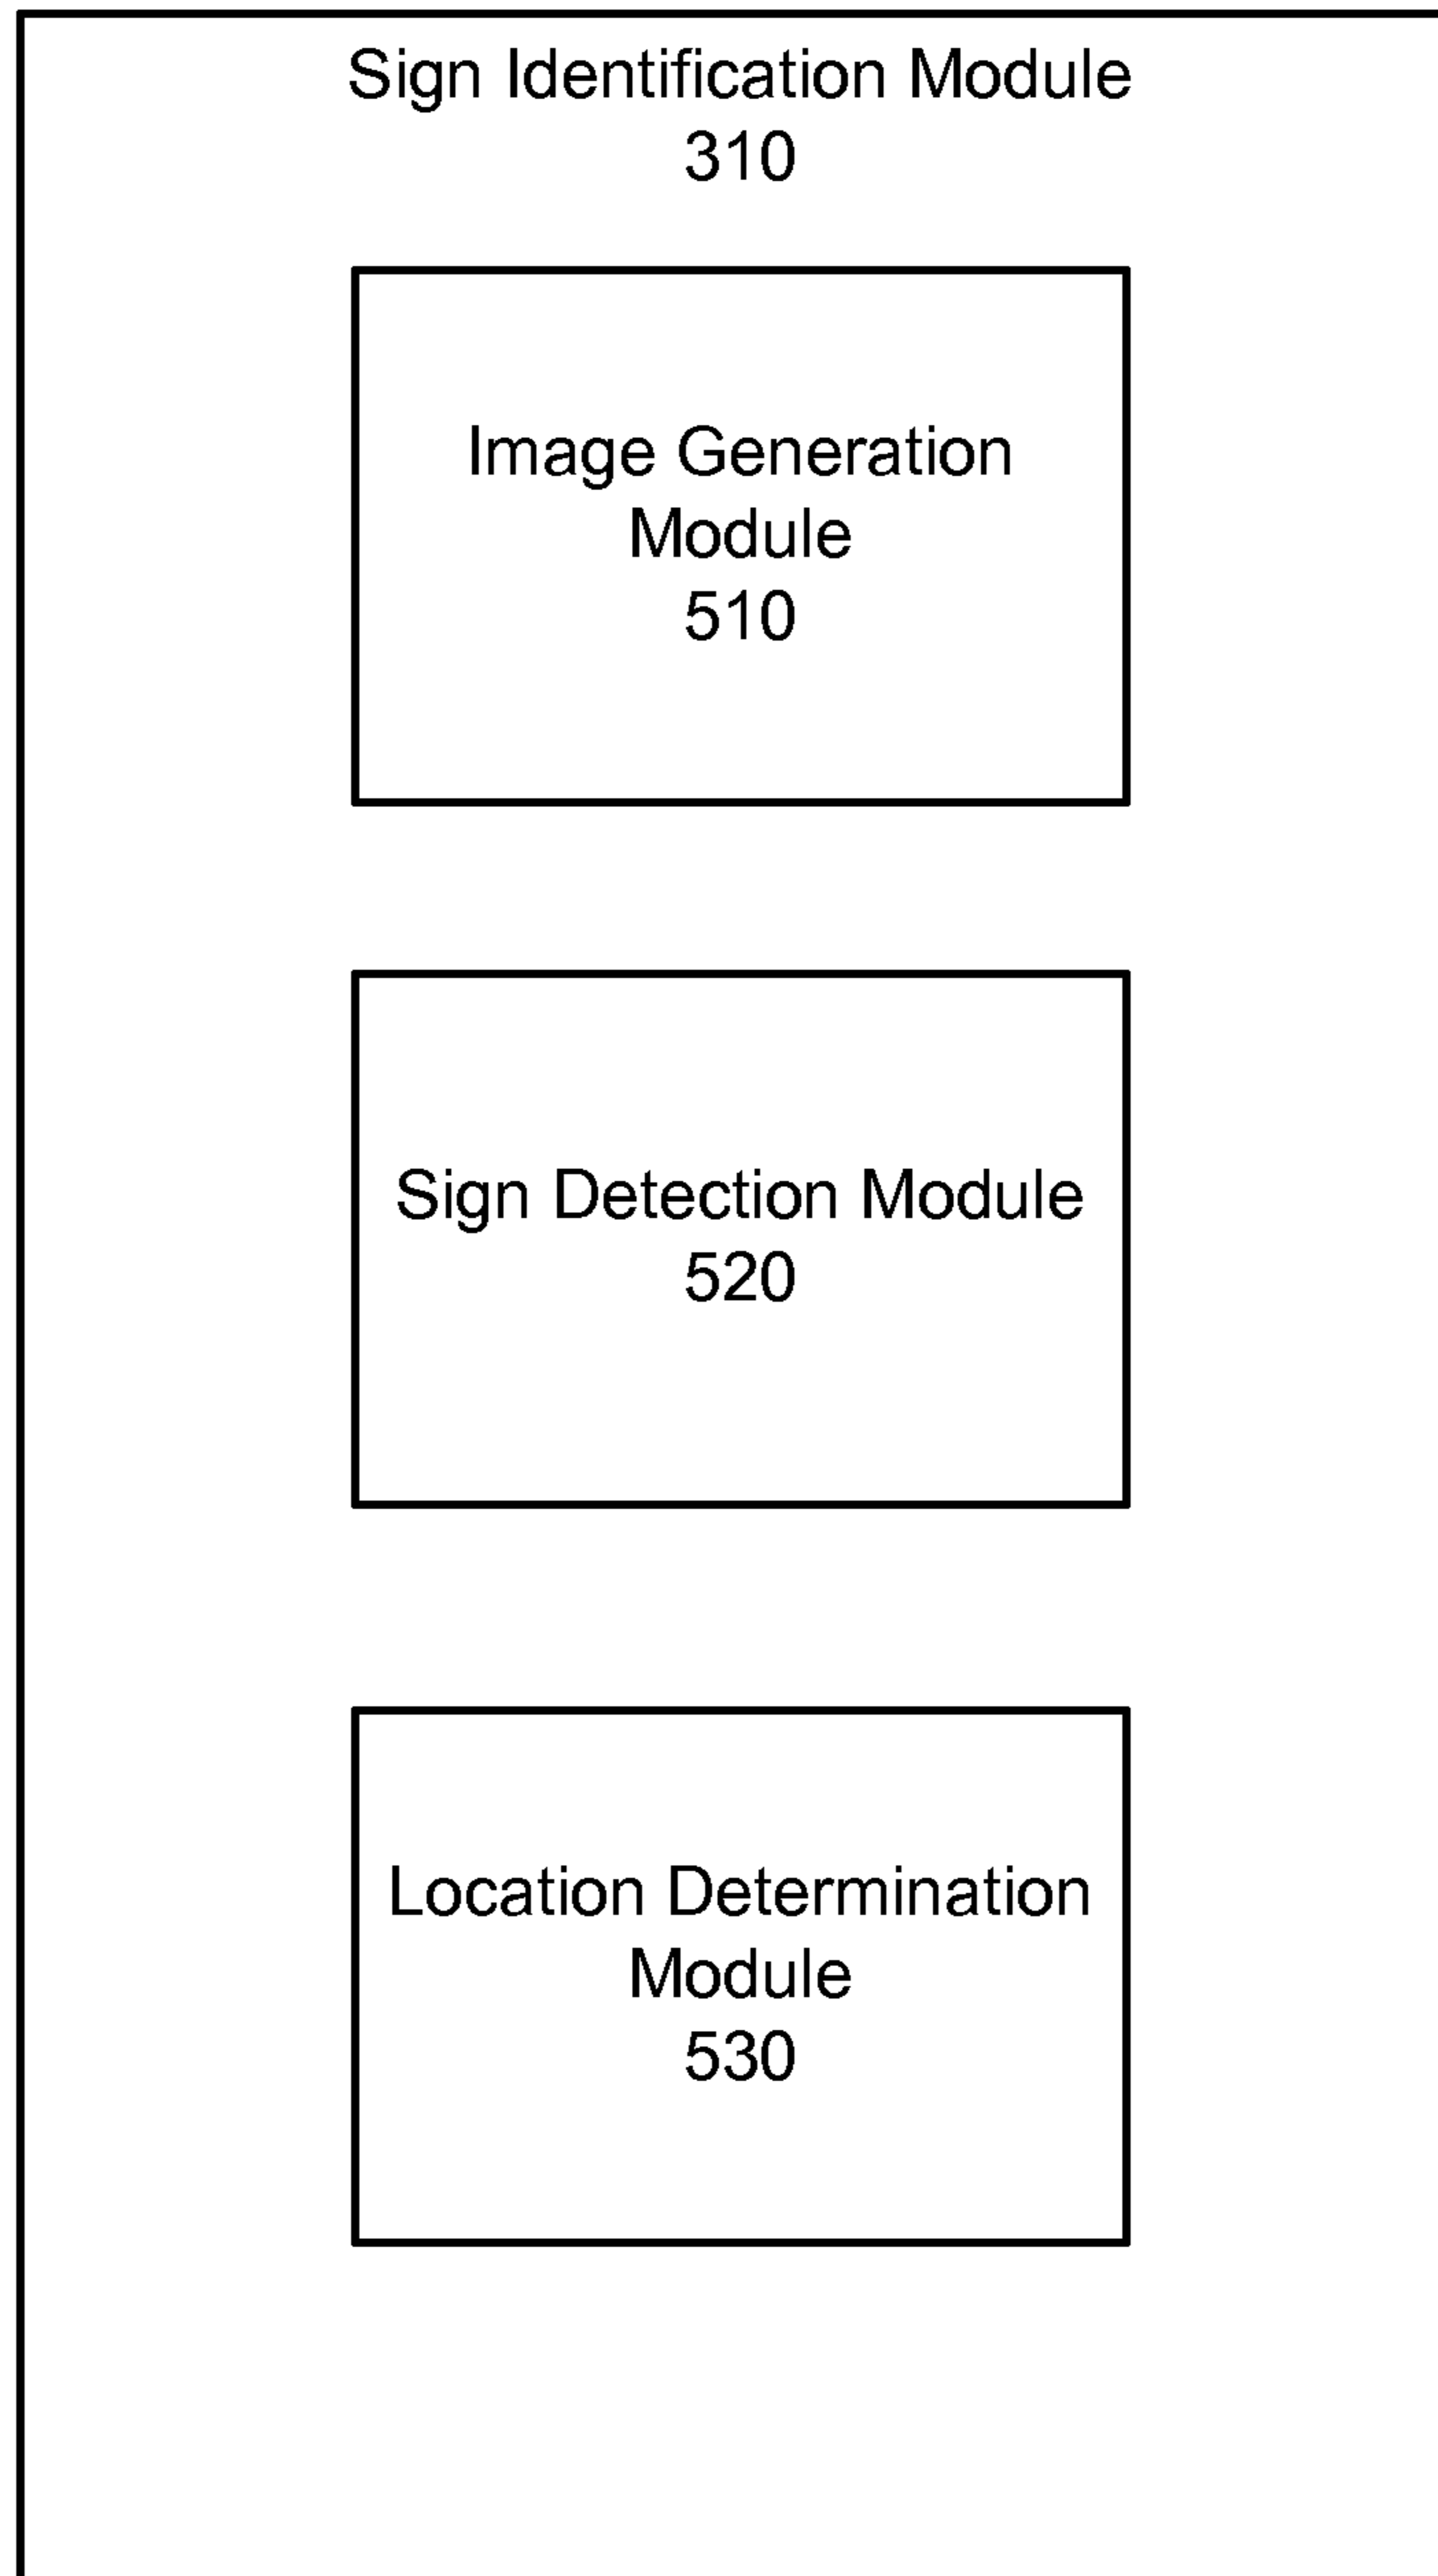 Sign Identification Module
310
Image Generation
Module
510
Sign Detection Module
520
Location Determination
Module
530